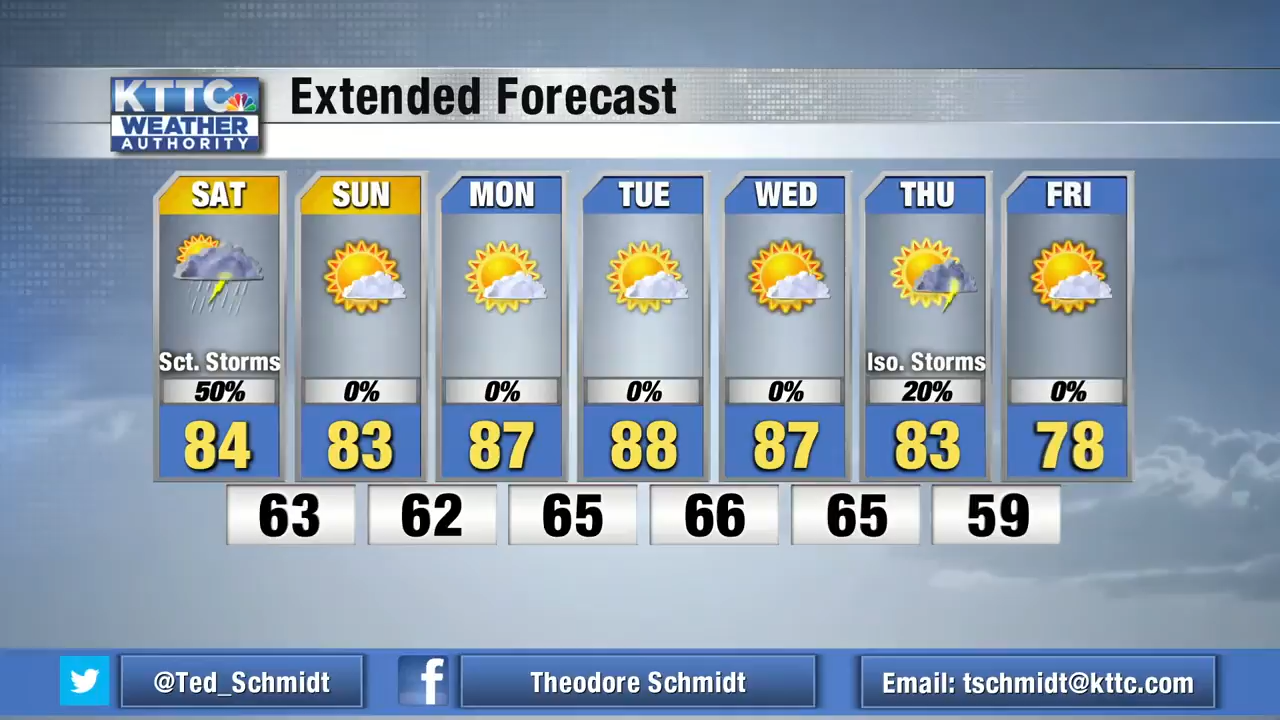 KTTC
WEATHER
AUTHORITY
Extended Forecast
SAT SUN MON TUE WED THU FRI
Sct. Storms Iso. Storms
50% 0% 0% 0% 0% 20% 0%
84 83 87 88 87 83 78
63 62 65 66 65 59
@Ted_Schmidt f Theodore Schmidt Email: tschmidt@kttc.com